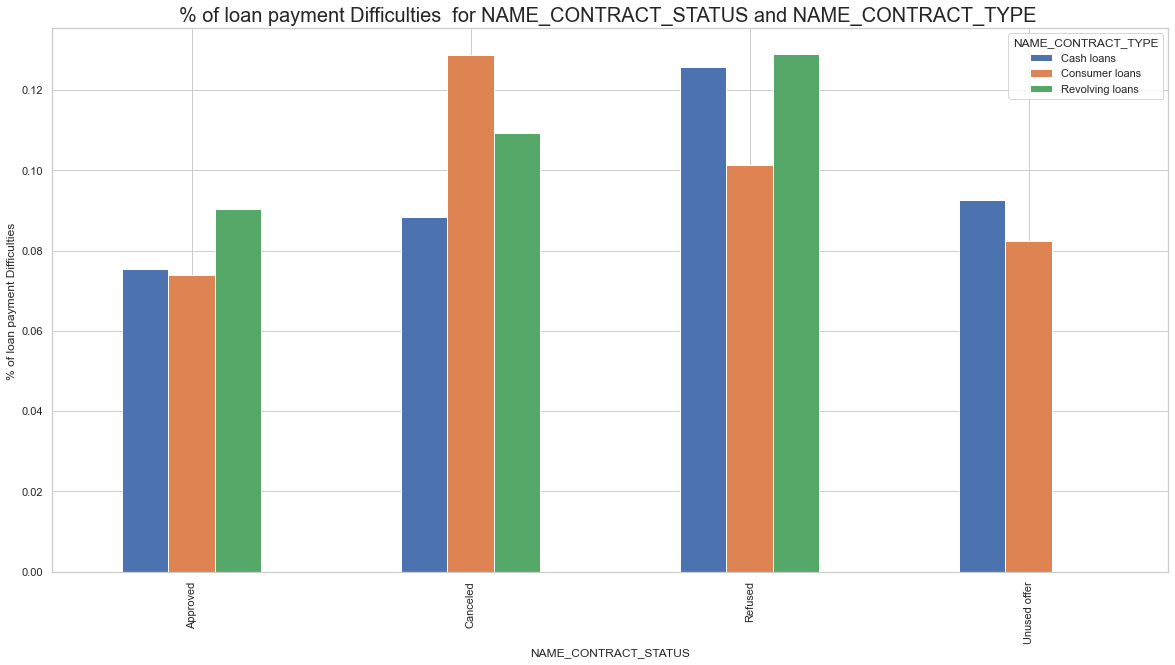 % of loan payment Difficulties  for NAME_CONTRACT_STATUS and NAME_CONTRACT_TYPE
NAME_CONTRACT_TYPE
Cash loans
Consumer loans
Revolving loans
% of loan payment Difficulties
0.12
0.10
0.08
0.06
0.04
0.02
0.00
Approved
Canceled
Refused
Unused offer
NAME_CONTRACT_STATUS